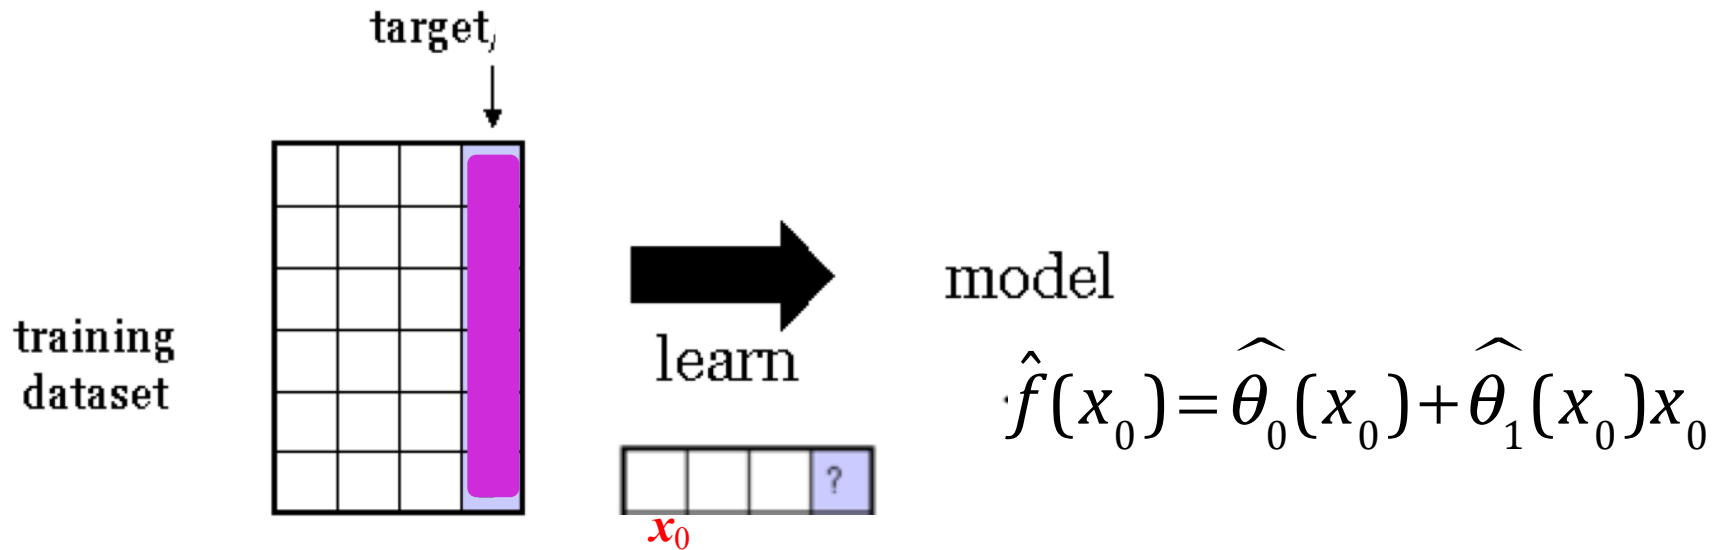 target,
training
dataset
learn
model
f̂(x₀)=θ̂₀(x₀)+θ̂₁(x₀)x₀
?
x₀